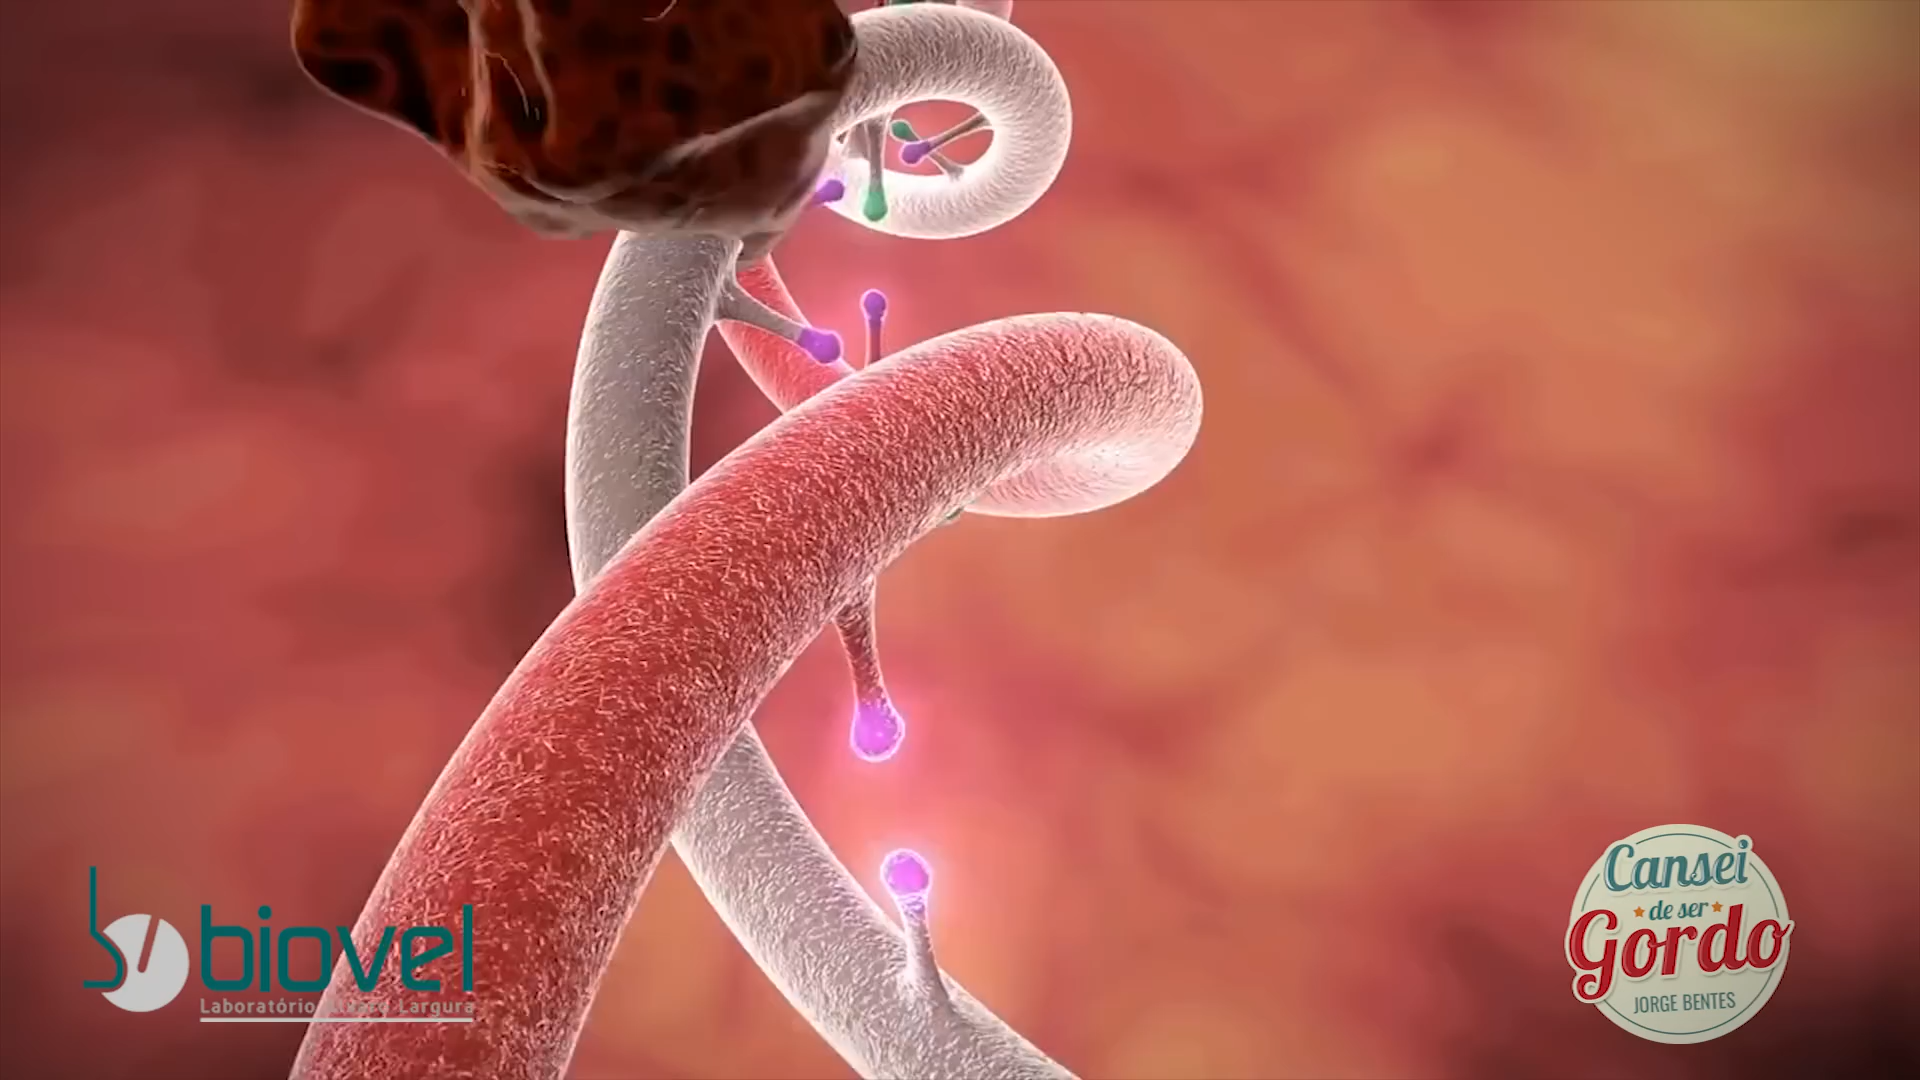 biovel
Laboratório Largura
Cansei
de ser
Gordo
JORGE BENTES